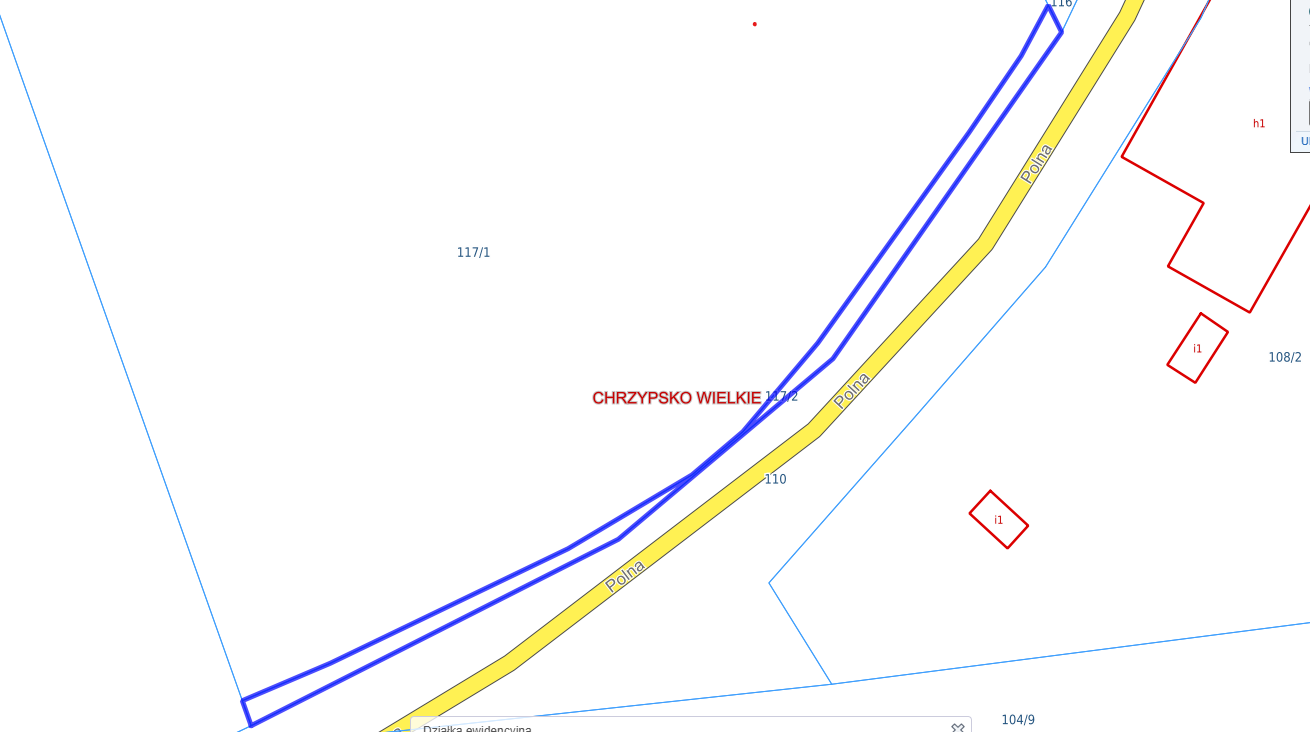 116
h1
Polna
117/1
i1
108/2
CHRZYPSKO WIELKIE
117/2
Polna
110
i1
Polna
104/9
Działka ewidencyjna